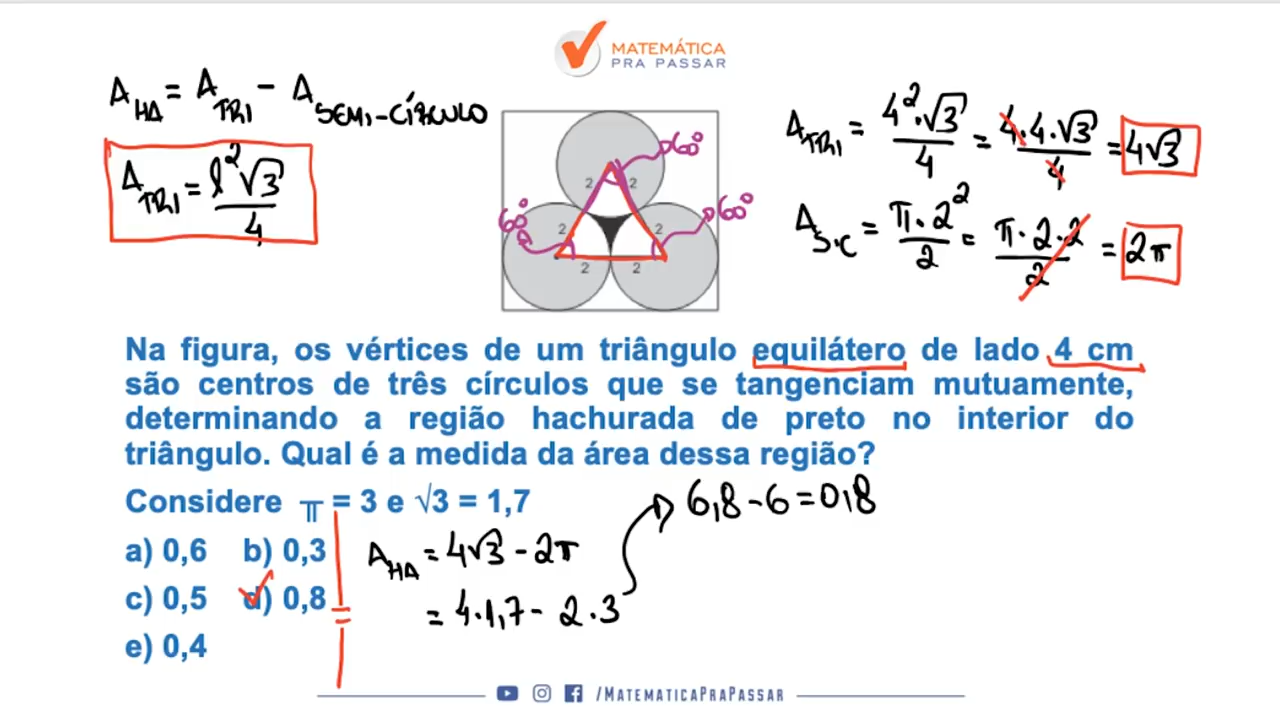 MATEMÁTICA
PRA PASSAR
A_HA = A_TRI - A_SEMI-CÍRCULO
A_TRI = l²√3/4
60°
60°
60°
2 2
2 2
2 2
A_TRI = 4²·√3/4 = 4·4·√3/4 = 4√3
A_S.C = π·2²/2 = π·2·2/2 = 2π
Na figura, os vértices de um triângulo equilátero de lado 4 cm
são centros de três círculos que se tangenciam mutuamente,
determinando a região hachurada de preto no interior do
triângulo. Qual é a medida da área dessa região?
Considere π = 3 e √3 = 1,7
a) 0,6 b) 0,3
c) 0,5 d) 0,8
e) 0,4
A_HA = 4√3 - 2π
= 4·1,7 - 2·3
6,8 - 6 = 0,8
/MATEMATICAPRAPASSAR